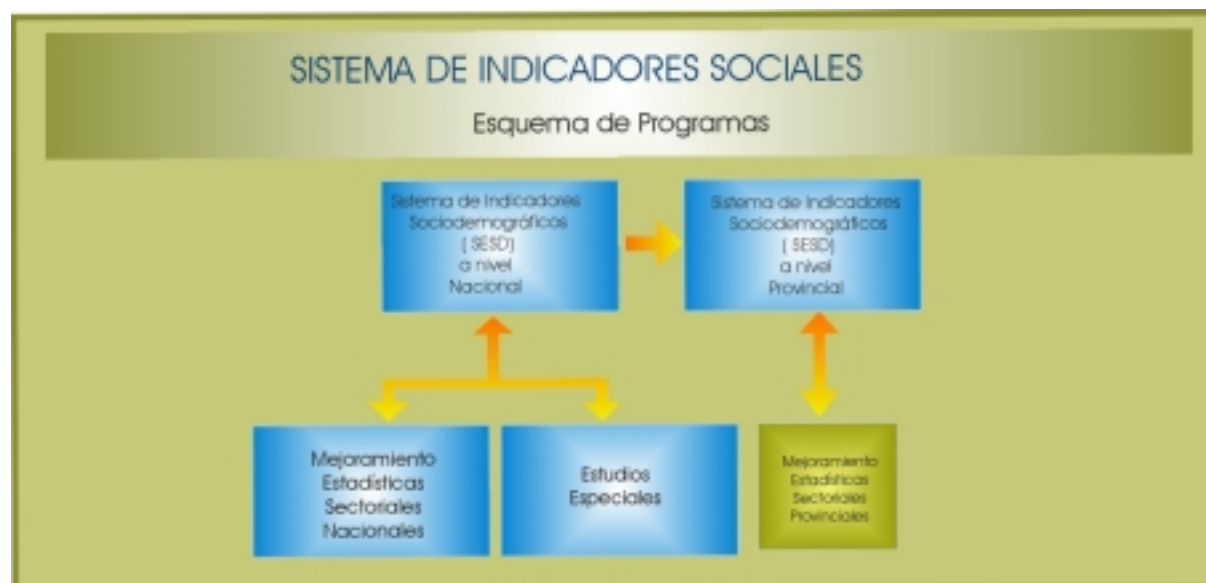 SISTEMA DE INDICADORES SOCIALES
Esquema de Programas
Sistema de Indicadores
Sociodemográficos
( SESD)
a nivel
Nacional
Sistema de Indicadores
Sociodemográficos
( SESD)
a nivel
Provincial
Mejoramiento
Estadísticas
Sectoriales
Nacionales
Estudios
Especiales
Mejoramiento
Estadísticas
Sectoriales
Provinciales